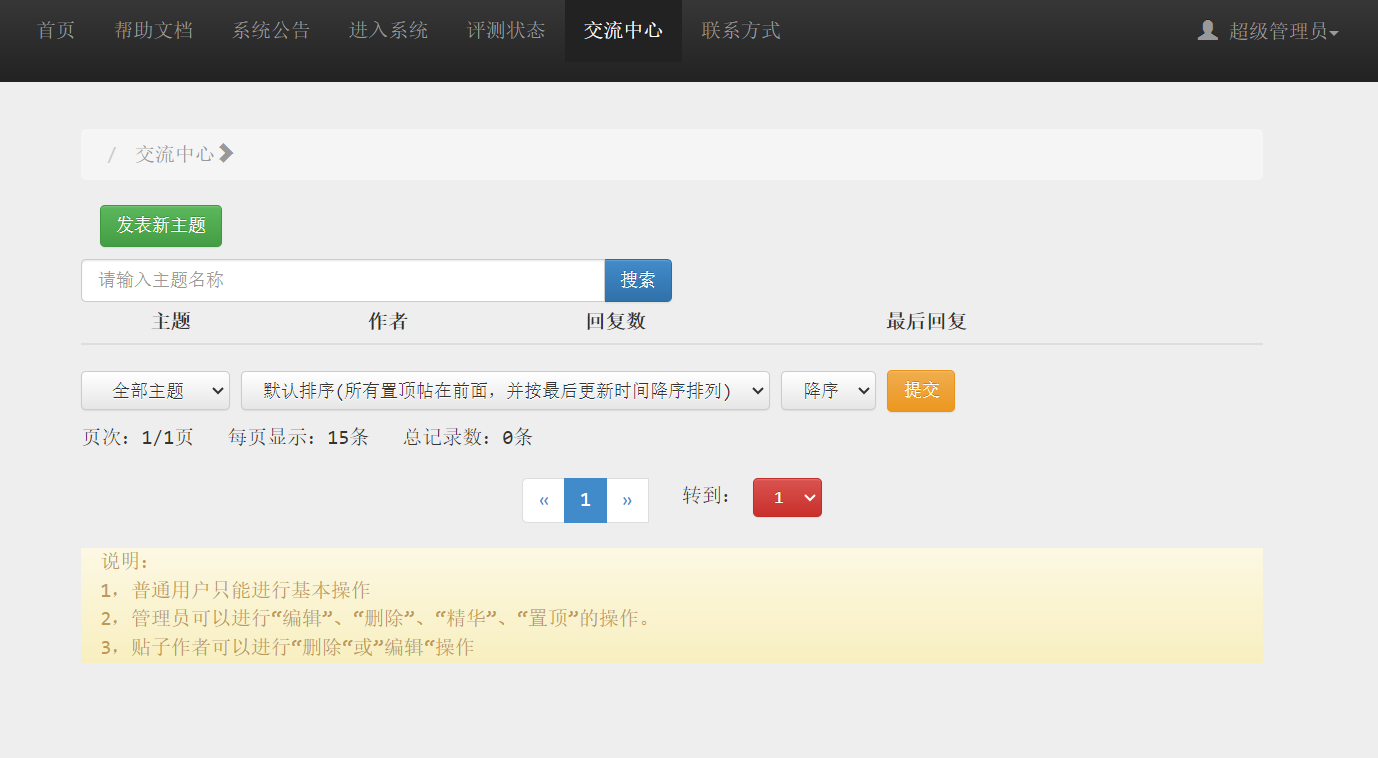 首页 帮助文档 系统公告 进入系统 评测状态 交流中心 联系方式 超级管理员
/ 交流中心
发表新主题
请输入主题名称 搜索
主题 作者 回复数 最后回复
全部主题 默认排序(所有置顶帖在前面，并按最后更新时间降序排列) 降序 提交
页次：1/1页 每页显示：15条 总记录数：0条
« 1 » 转到： 1
说明：
1，普通用户只能进行基本操作
2，管理员可以进行“编辑”、“删除”、“精华”、“置顶”的操作。
3，贴子作者可以进行“删除“或”编辑“操作